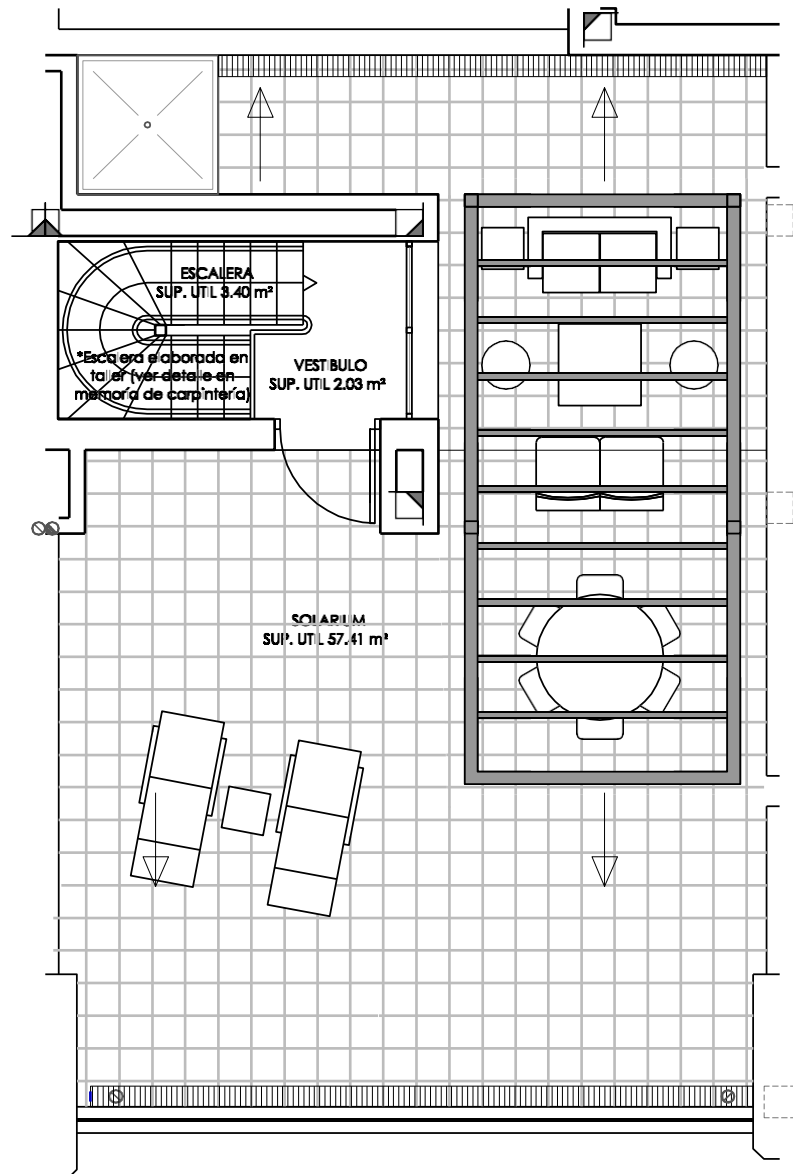 ESCALERA
SUP. UTIL 3.40 m²
*Escalera elaborada en
taller (ver detalle en
memoria de carpintería)
VESTIBULO
SUP. UTIL 2.03 m²
SOLARIUM
SUP. UTIL 57.41 m²